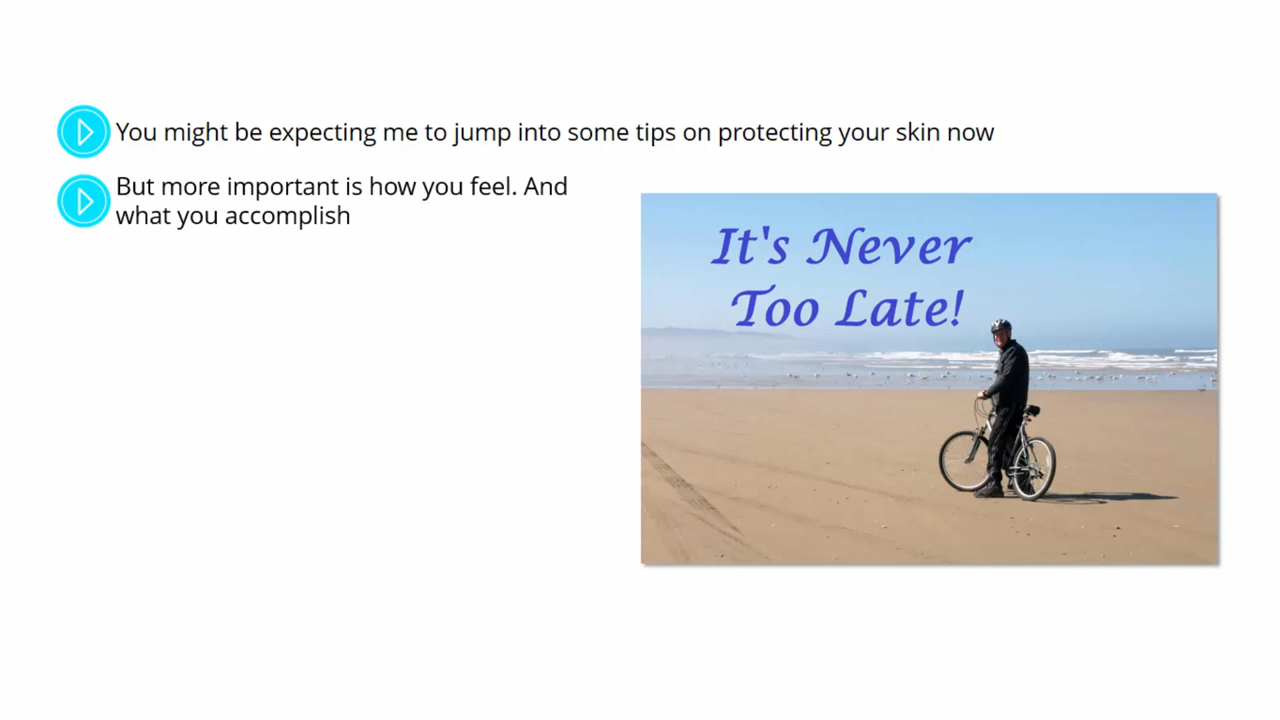 You might be expecting me to jump into some tips on protecting your skin now
But more important is how you feel. And
what you accomplish
It's Never
Too Late!